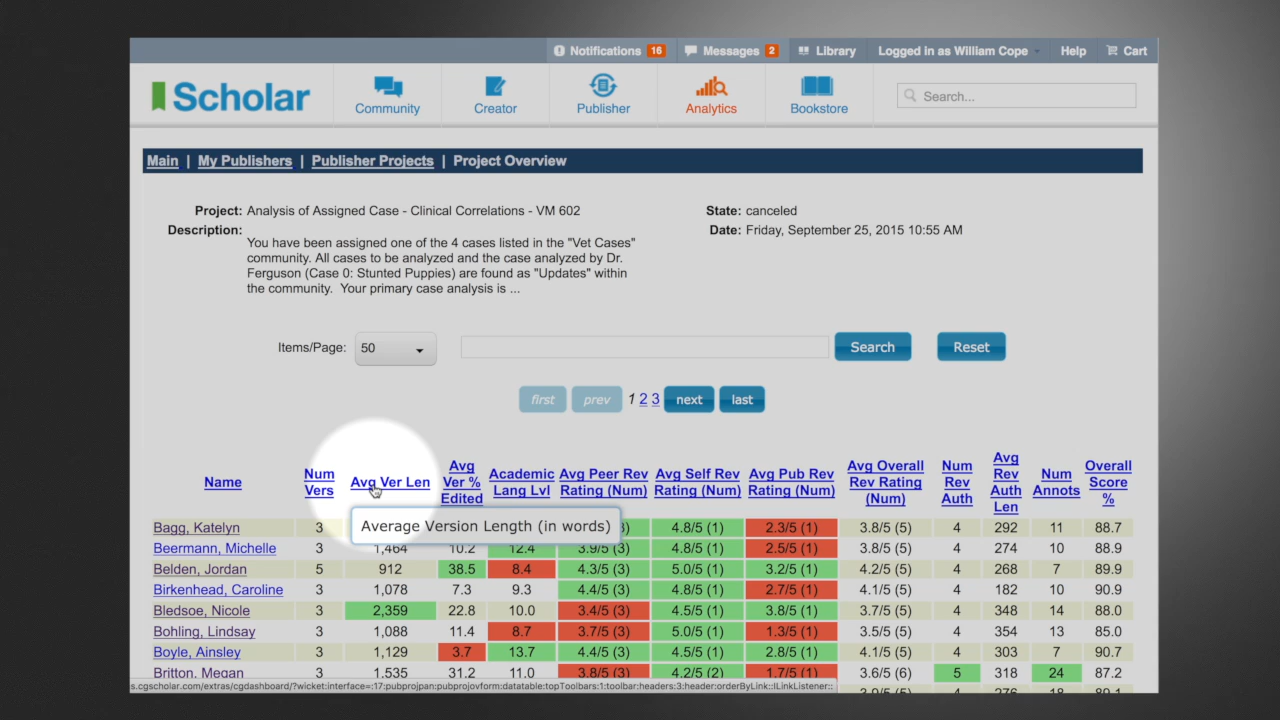 Notifications 16 Messages 2 Library Logged in as William Cope Help Cart
Scholar Community Creator Publisher Analytics Bookstore Search...
Main | My Publishers | Publisher Projects | Project Overview
Project: Analysis of Assigned Case - Clinical Correlations - VM 602
State: canceled
Description:
Date: Friday, September 25, 2015 10:55 AM
You have been assigned one of the 4 cases listed in the "Vet Cases"
community. All cases to be analyzed and the case analyzed by Dr.
Ferguson (Case 0: Stunted Puppies) are found as "Updates" within
the community. Your primary case analysis is ...
Items/Page: 50 Search Reset
first prev 1 2 3 next last
Name
Num
Vers
Avg Ver Len
Avg
Ver %
Edited
Academic
Lang Lvl
Avg Peer Rev
Rating (Num)
Avg Self Rev
Rating (Num)
Avg Pub Rev
Rating (Num)
Avg Overall
Rev Rating
(Num)
Num
Rev
Auth
Avg
Rev
Auth
Len
Num
Annots
Overall
Score
%
Average Version Length (in words)
Bagg, Katelyn 3 4.8/5 (1) 2.3/5 (1) 3.8/5 (5) 4 292 11 88.7
Beermann, Michelle 3 1,464 10.2 12.4 3.9/5 (3) 4.8/5 (1) 2.5/5 (1) 3.8/5 (5) 4 274 10 88.9
Belden, Jordan 5 912 38.5 8.4 4.3/5 (3) 5.0/5 (1) 3.2/5 (1) 4.2/5 (5) 4 268 7 89.9
Birkenhead, Caroline 3 1,078 7.3 9.3 4.4/5 (3) 4.8/5 (1) 2.7/5 (1) 4.1/5 (5) 4 182 10 90.9
Bledsoe, Nicole 3 2,359 22.8 10.0 3.4/5 (3) 4.5/5 (1) 3.8/5 (1) 3.7/5 (5) 4 348 14 88.0
Bohling, Lindsay 3 1,088 11.4 8.7 3.7/5 (3) 5.0/5 (1) 1.3/5 (1) 3.5/5 (5) 4 354 13 85.0
Boyle, Ainsley 3 1,129 3.7 13.7 4.4/5 (3) 4.5/5 (1) 2.8/5 (1) 4.1/5 (5) 4 303 7 90.7
Britton, Megan 3 1,535 31.2 11.0 3.8/5 (3) 4.2/5 (2) 1.7/5 (1) 3.6/5 (6) 5 318 24 87.2
s.cgscholar.com/extras/cgdashboard/?wicket:interface=:17:pubprojpan:pubprojovform:datatable:topToolbars:1:toolbar:headers:3:header:orderByLink::ILinkListener::